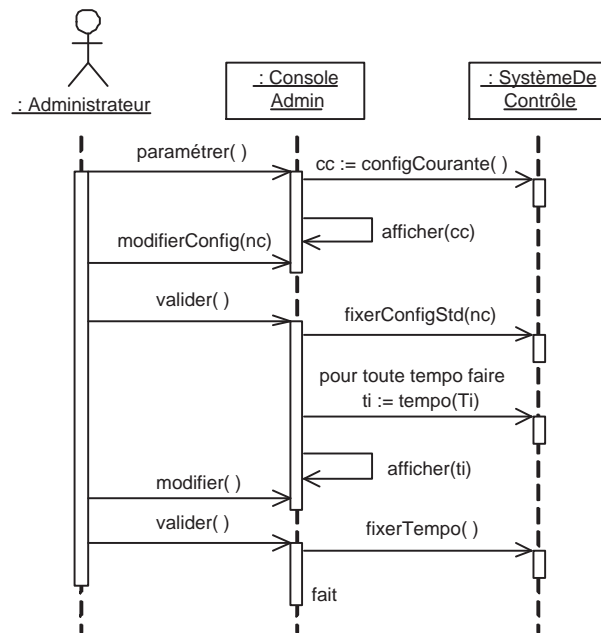 : Administrateur
: Console
Admin
: SystèmeDe
Contrôle
paramétrer( )
cc := configCourante( )
afficher(cc)
modifierConfig(nc)
valider( )
fixerConfigStd(nc)
pour toute tempo faire
ti := tempo(Ti)
afficher(ti)
modifier( )
valider( )
fixerTempo( )
fait